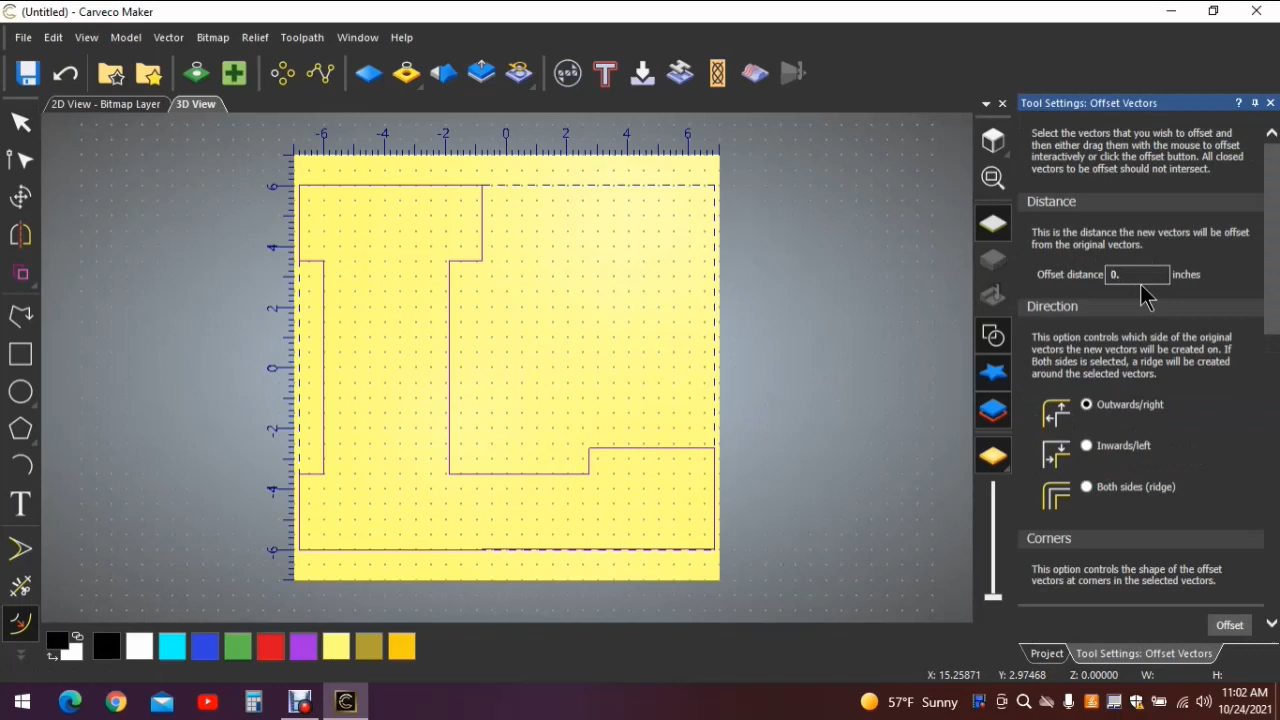 (Untitled) - Carveco Maker
File Edit View Model Vector Bitmap Relief Toolpath Window Help
2D View - Bitmap Layer 3D View
Tool Settings: Offset Vectors
Select the vectors that you wish to offset and
then either drag them with the mouse to offset
interactively or click the offset button. All closed
vectors to be offset should not intersect.
Distance
This is the distance the new vectors will be offset
from the original vectors.
Offset distance 0. inches
Direction
This option controls which side of the original
vectors the new vectors will be created on. If
Both sides is selected, a ridge will be created
around the selected vectors.
Outwards/right
Inwards/left
Both sides (ridge)
Corners
This option controls the shape of the offset
vectors at corners in the selected vectors.
Offset
Project Tool Settings: Offset Vectors
-6 -4 -2 0 2 4 6
6
4
2
0
-2
-4
-6
X: 15.25871 Y: 2.97468 Z: 0.00000 W: H:
57°F Sunny
11:02 AM
10/24/2021